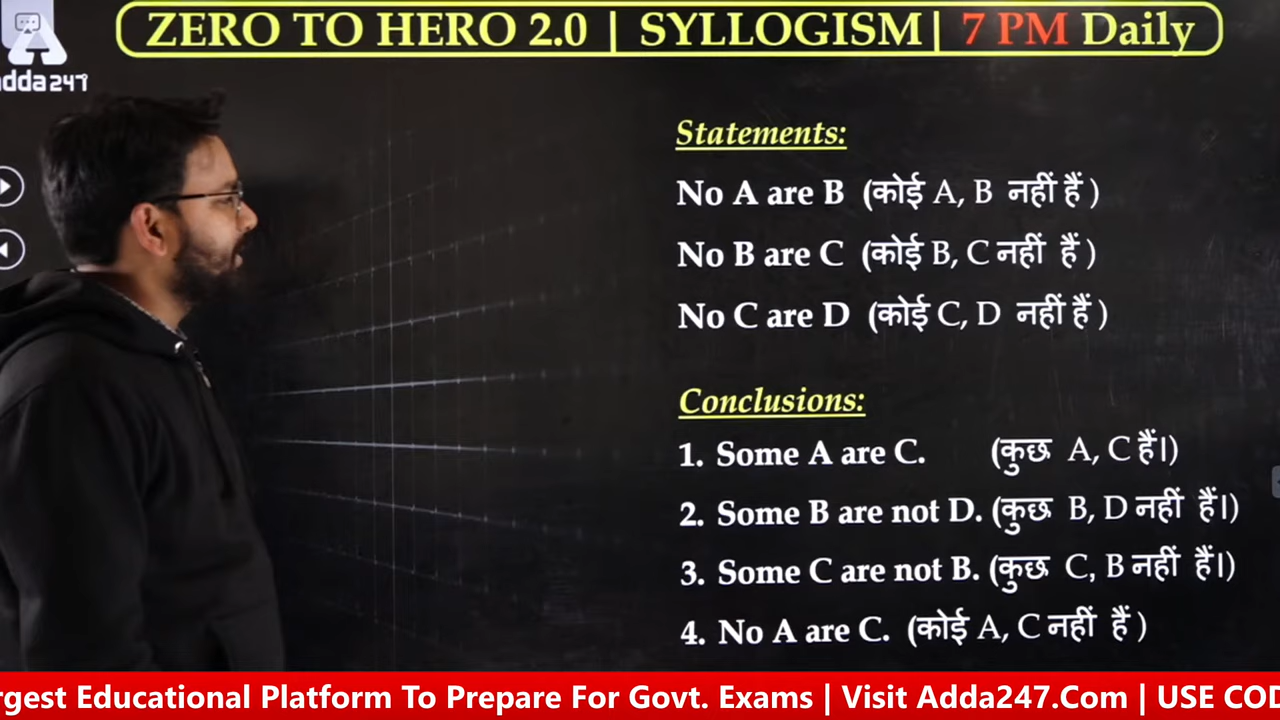 ZERO TO HERO 2.0 | SYLLOGISM | 7 PM Daily
adda247
Statements:
No A are B (कोई A, B नहीं हैं )
No B are C (कोई B, C नहीं हैं )
No C are D (कोई C, D नहीं हैं )
Conclusions:
1. Some A are C. (कुछ A, C हैं।)
2. Some B are not D. (कुछ B, D नहीं हैं।)
3. Some C are not B. (कुछ C, B नहीं हैं।)
4. No A are C. (कोई A, C नहीं हैं )
rgest Educational Platform To Prepare For Govt. Exams | Visit Adda247.Com | USE COD